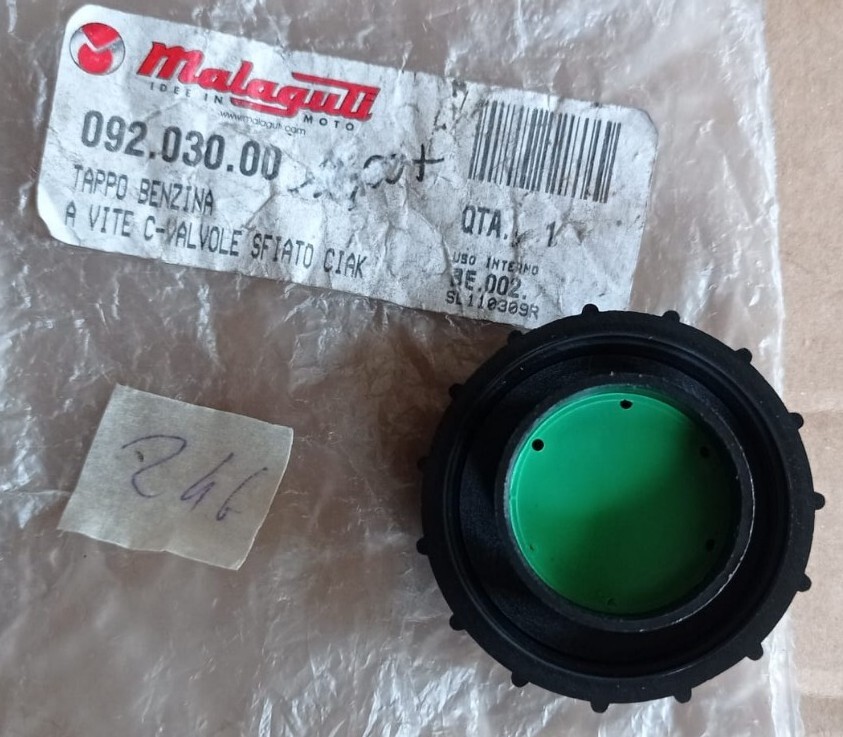 Malaguti
IDEE IN MOTO
www.malaguti.com
092.030.00
TAPPO BENZINA
A VITE C-VALVOLE SFIATO CIAK
QTA. 1
USO INTERNO
BE.002.
SL110309R
246